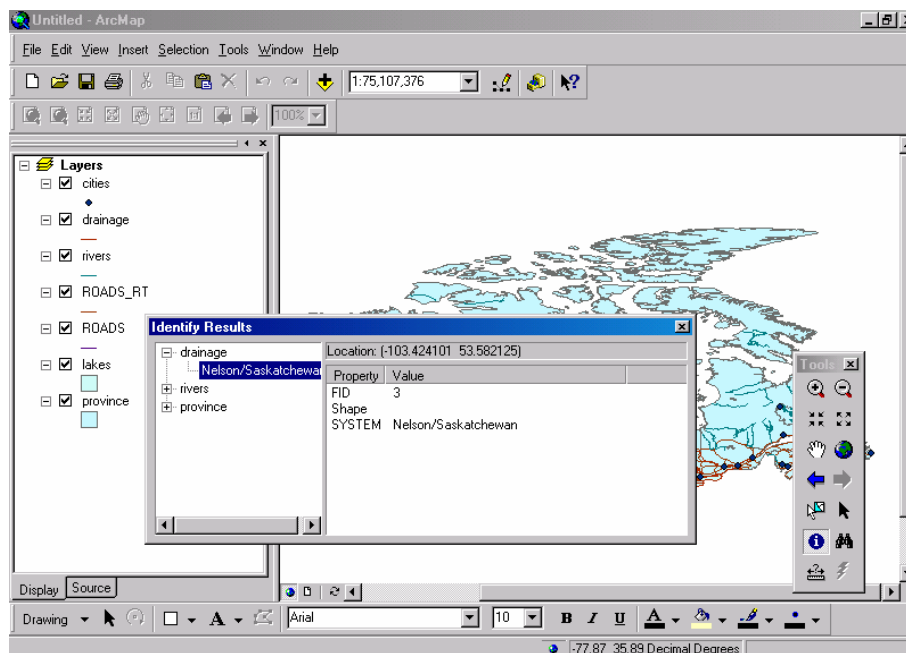 Untitled - ArcMap
File Edit View Insert Selection Tools Window Help
1:75,107,376
100%
Layers
cities
drainage
rivers
ROADS_RT
ROADS
lakes
province
Identify Results
drainage
Nelson/Saskatchewan
rivers
province
Location: (-103.424101 53.582125)
Property Value
FID 3
Shape
SYSTEM Nelson/Saskatchewan
Tools
Display Source
Drawing A Arial 10 B I U A
-77.87 35.89 Decimal Degrees